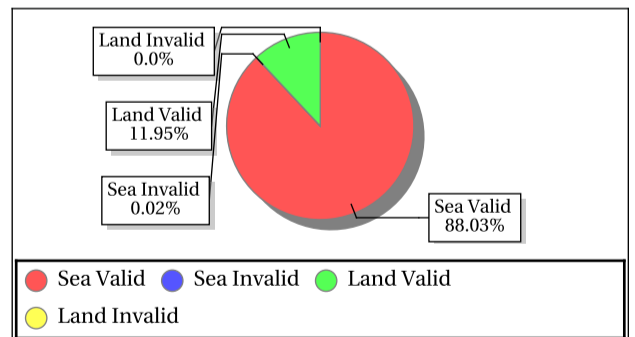 Land Invalid
0.0%
Land Valid
11.95%
Sea Invalid
0.02%
Sea Valid
88.03%
Sea Valid Sea Invalid Land Valid
Land Invalid